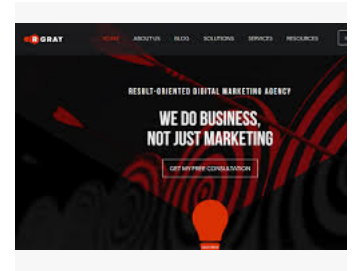 R GRAY
HOME ABOUT US BLOG SOLUTIONS SERVICES RESOURCES
RESULT-ORIENTED DIGITAL MARKETING AGENCY
WE DO BUSINESS,
NOT JUST MARKETING
GET MY FREE CONSULTATION